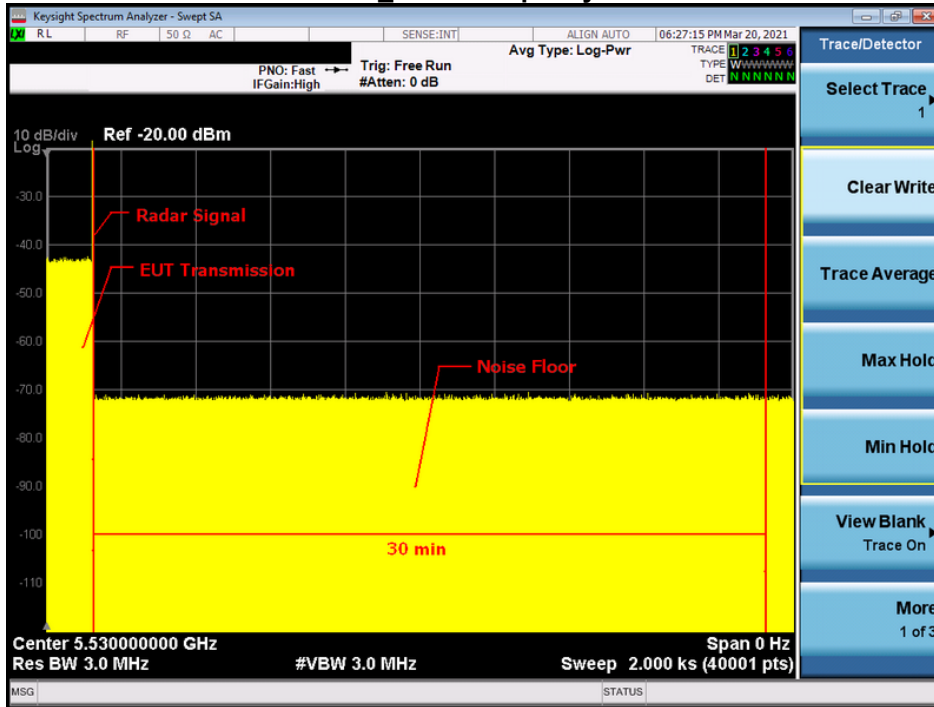 Keysight Spectrum Analyzer - Swept SA
LXI RL RF 50 Ω AC SENSE:INT ALIGN AUTO 06:27:15 PM Mar 20, 2021
PNO: Fast
IFGain:High
Trig: Free Run
#Atten: 0 dB
Avg Type: Log-Pwr
TRACE 1 2 3 4 5 6
TYPE WWWWWW
DET N N N N N N
10 dB/div Ref -20.00 dBm
Log
-30.0
Radar Signal
-40.0
EUT Transmission
-50.0
-60.0
Noise Floor
-70.0
-80.0
-90.0
-100
30 min
-110
Center 5.530000000 GHz Span 0 Hz
Res BW 3.0 MHz #VBW 3.0 MHz Sweep 2.000 ks (40001 pts)
MSG STATUS
Trace/Detector
Select Trace
1
Clear Write
Trace Average
Max Hold
Min Hold
View Blank
Trace On
More
1 of 3